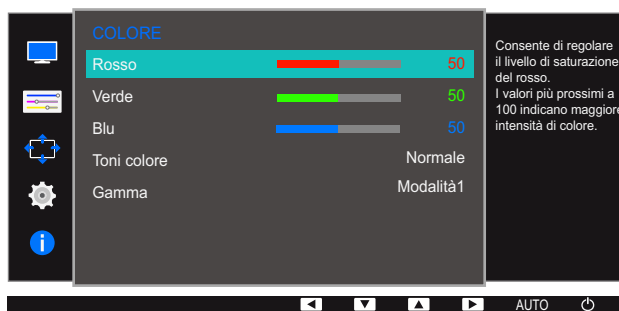 COLORE
Rosso 50
Verde 50
Blu 50
Toni colore Normale
Gamma Modalità1
Consente di regolare
il livello di saturazione
del rosso.
I valori più prossimi a
100 indicano maggiore
intensità di colore.
AUTO